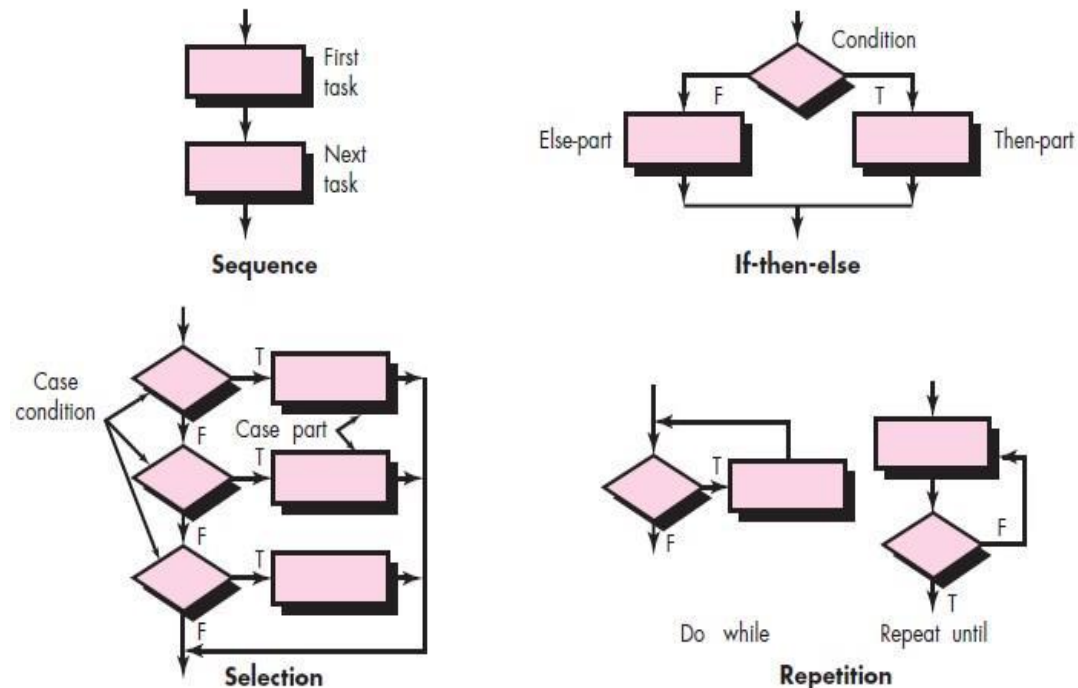 First
task
Next
task
Sequence
Condition
F
T
Else-part
Then-part
If-then-else
Case
condition
T
F
Case part
T
F
T
F
Selection
T
F
Do while
F
T
Repeat until
Repetition